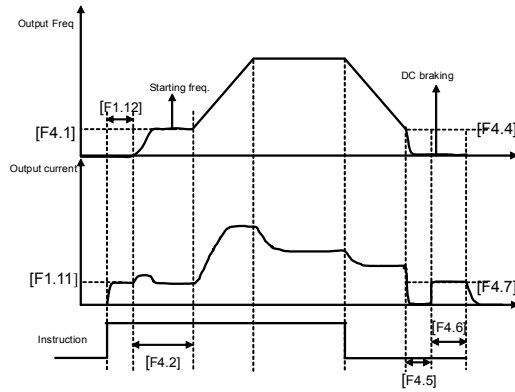 Output Freq
Starting freq.
DC braking
[F1.12]
[F4.1]
[F4.4]
Output current
[F1.11]
[F4.7]
Instruction
[F4.6]
[F4.2]
[F4.5]